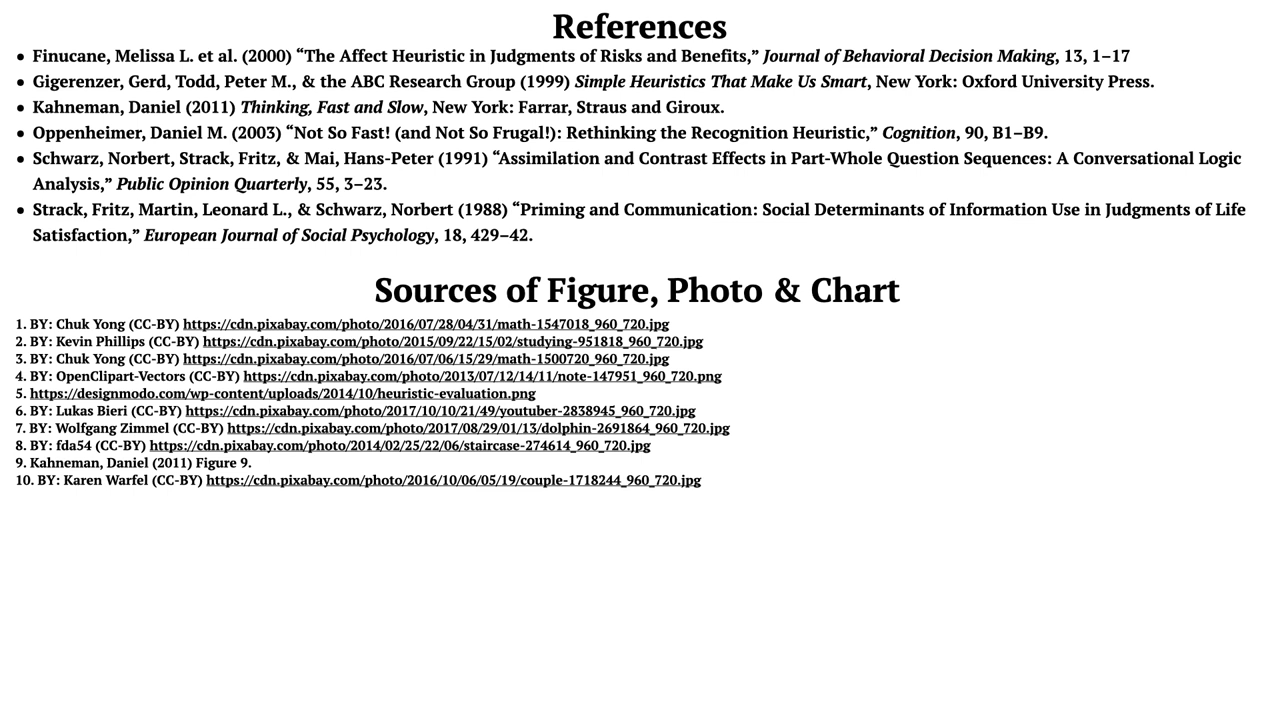 References
• Finucane, Melissa L. et al. (2000) “The Affect Heuristic in Judgments of Risks and Benefits,” Journal of Behavioral Decision Making, 13, 1–17
• Gigerenzer, Gerd, Todd, Peter M., & the ABC Research Group (1999) Simple Heuristics That Make Us Smart, New York: Oxford University Press.
• Kahneman, Daniel (2011) Thinking, Fast and Slow, New York: Farrar, Straus and Giroux.
• Oppenheimer, Daniel M. (2003) “Not So Fast! (and Not So Frugal!): Rethinking the Recognition Heuristic,” Cognition, 90, B1–B9.
• Schwarz, Norbert, Strack, Fritz, & Mai, Hans-Peter (1991) “Assimilation and Contrast Effects in Part-Whole Question Sequences: A Conversational Logic
Analysis,” Public Opinion Quarterly, 55, 3–23.
• Strack, Fritz, Martin, Leonard L., & Schwarz, Norbert (1988) “Priming and Communication: Social Determinants of Information Use in Judgments of Life
Satisfaction,” European Journal of Social Psychology, 18, 429–42.
Sources of Figure, Photo & Chart
1. BY: Chuk Yong (CC-BY) https://cdn.pixabay.com/photo/2016/07/28/04/31/math-1547018_960_720.jpg
2. BY: Kevin Phillips (CC-BY) https://cdn.pixabay.com/photo/2015/09/22/15/02/studying-951818_960_720.jpg
3. BY: Chuk Yong (CC-BY) https://cdn.pixabay.com/photo/2016/07/06/15/29/math-1500720_960_720.jpg
4. BY: OpenClipart-Vectors (CC-BY) https://cdn.pixabay.com/photo/2013/07/12/14/11/note-147951_960_720.png
5. https://designmodo.com/wp-content/uploads/2014/10/heuristic-evaluation.png
6. BY: Lukas Bieri (CC-BY) https://cdn.pixabay.com/photo/2017/10/10/21/49/youtuber-2838945_960_720.jpg
7. BY: Wolfgang Zimmel (CC-BY) https://cdn.pixabay.com/photo/2017/08/29/01/13/dolphin-2691864_960_720.jpg
8. BY: fda54 (CC-BY) https://cdn.pixabay.com/photo/2014/02/25/22/06/staircase-274614_960_720.jpg
9. Kahneman, Daniel (2011) Figure 9.
10. BY: Karen Warfel (CC-BY) https://cdn.pixabay.com/photo/2016/10/06/05/19/couple-1718244_960_720.jpg